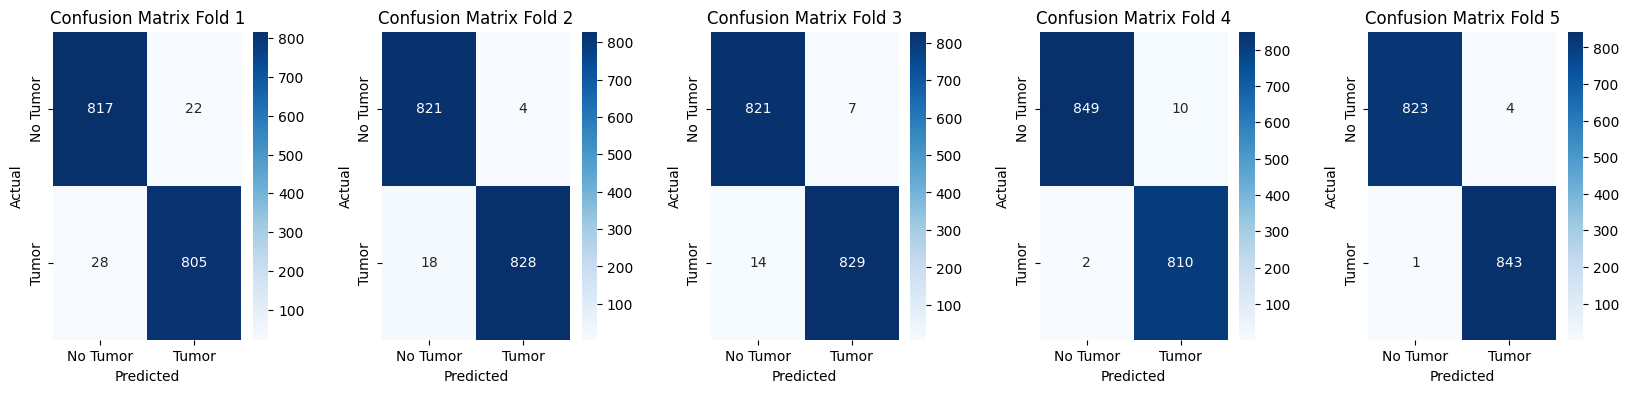 Confusion Matrix Fold 1
Actual
No Tumor
Tumor
817 22
28 805
No Tumor Tumor
Predicted
800
700
600
500
400
300
200
100
Confusion Matrix Fold 2
Actual
No Tumor
Tumor
821 4
18 828
No Tumor Tumor
Predicted
800
700
600
500
400
300
200
100
Confusion Matrix Fold 3
Actual
No Tumor
Tumor
821 7
14 829
No Tumor Tumor
Predicted
800
700
600
500
400
300
200
100
Confusion Matrix Fold 4
Actual
No Tumor
Tumor
849 10
2 810
No Tumor Tumor
Predicted
800
700
600
500
400
300
200
100
Confusion Matrix Fold 5
Actual
No Tumor
Tumor
823 4
1 843
No Tumor Tumor
Predicted
800
700
600
500
400
300
200
100